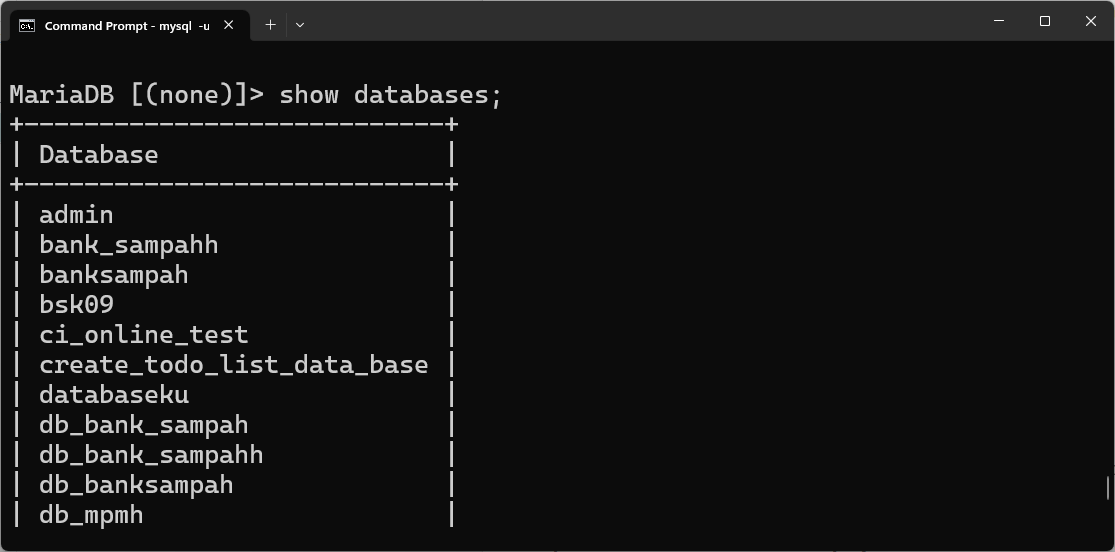 Command Prompt - mysql -u
MariaDB [(none)]> show databases;
+----------------------------+
| Database                   |
+----------------------------+
| admin                      |
| bank_sampahh               |
| banksampah                 |
| bsk09                      |
| ci_online_test             |
| create_todo_list_data_base |
| databaseku                 |
| db_bank_sampah             |
| db_bank_sampahh            |
| db_banksampah              |
| db_mpmh                    |